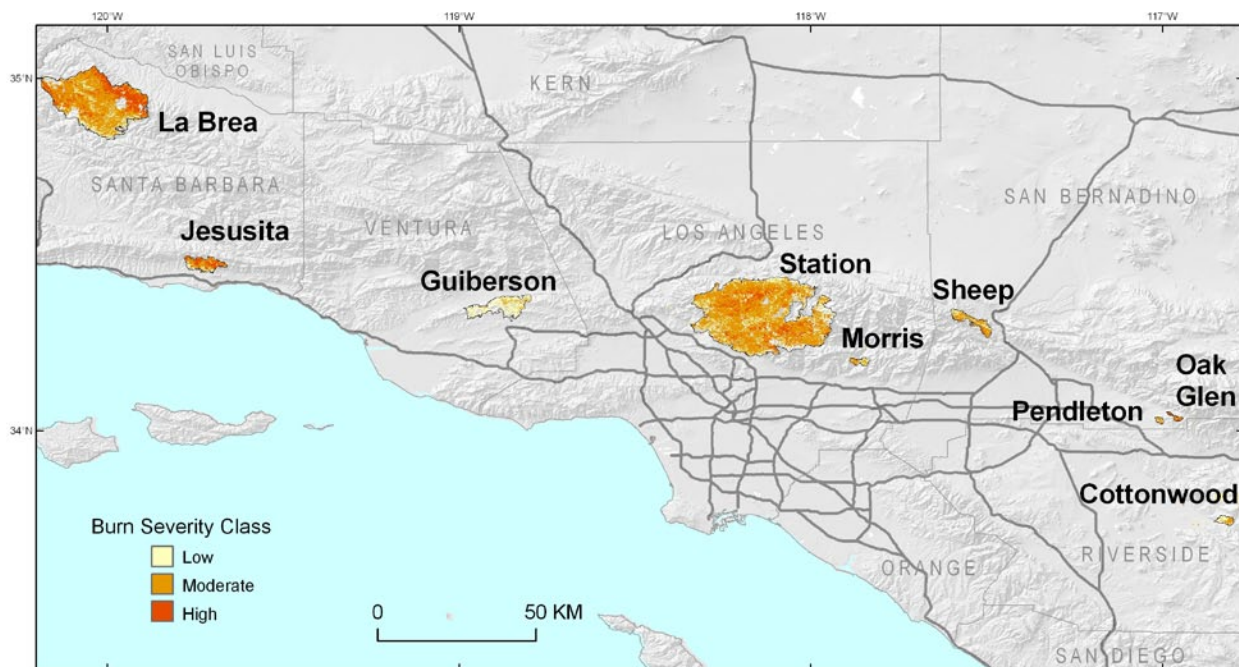 120°W
119°W
118°W
117°W
SAN LUIS
OBISPO
35°N
35°N
KERN
La Brea
SANTA BARBARA
SAN BERNADINO
Jesusita
VENTURA
LOS ANGELES
Guiberson
Station
Sheep
Morris
Oak
Glen
Pendleton
34°N
34°N
Cottonwood
Burn Severity Class
Low
Moderate
High
0
50 KM
RIVERSIDE
ORANGE
SAN DIEGO